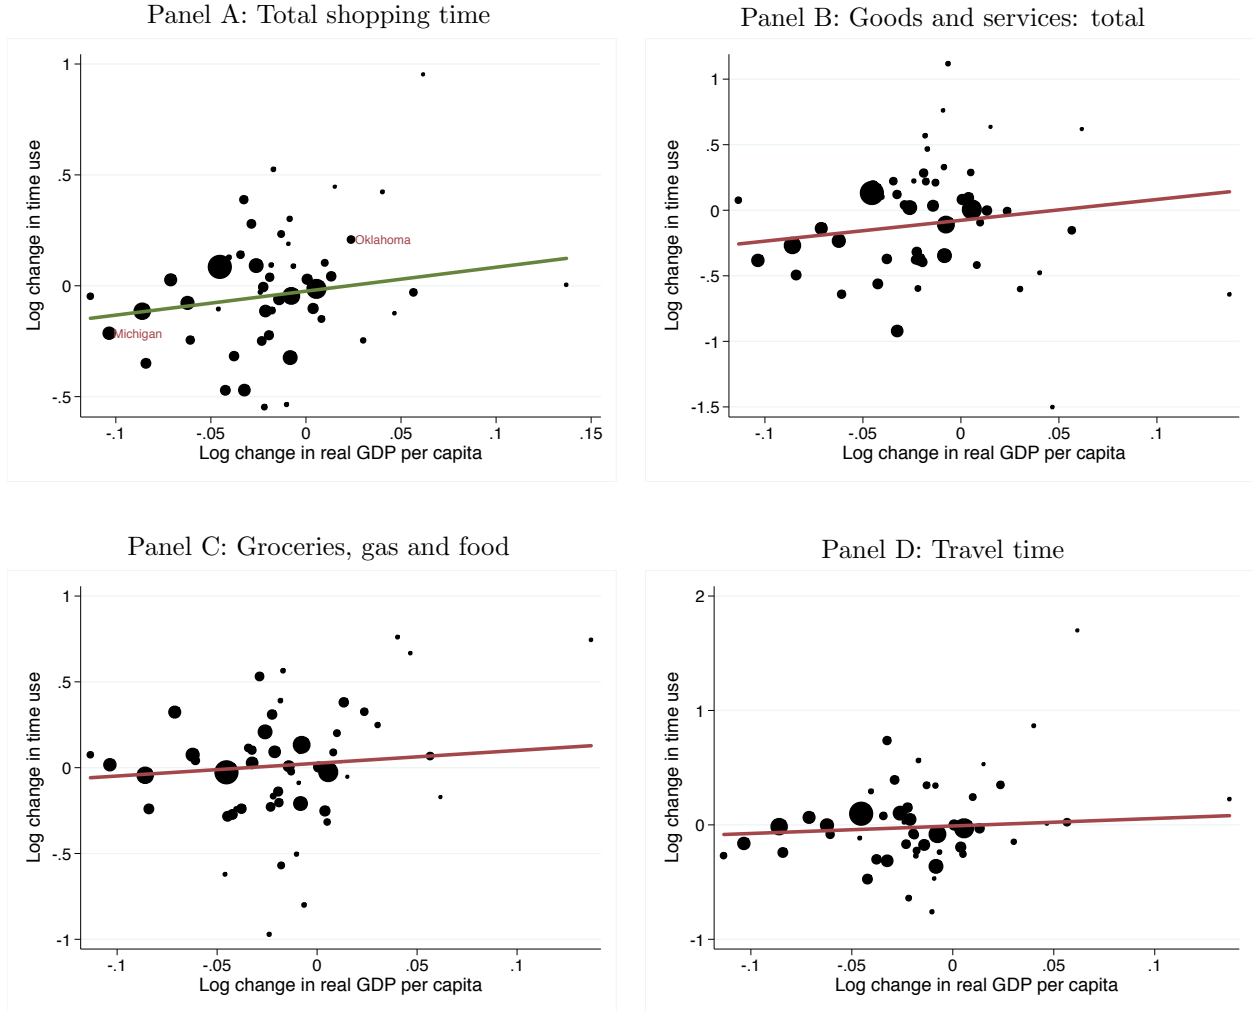 Panel A: Total shopping time
Log change in time use
1
.5
0
-.5
Oklahoma
Michigan
-.1
-.05
0
.05
.1
.15
Log change in real GDP per capita
Panel B: Goods and services: total
Log change in time use
1
.5
0
-.5
-1
-1.5
-.1
-.05
0
.05
.1
Log change in real GDP per capita
Panel C: Groceries, gas and food
Log change in time use
1
.5
0
-.5
-1
-.1
-.05
0
.05
.1
Log change in real GDP per capita
Panel D: Travel time
Log change in time use
2
1
0
-1
-.1
-.05
0
.05
.1
Log change in real GDP per capita